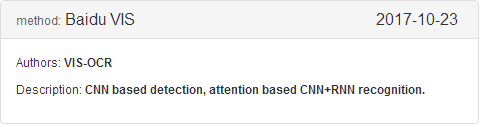 method: Baidu VIS 2017-10-23
Authors: VIS-OCR
Description: CNN based detection, attention based CNN+RNN recognition.